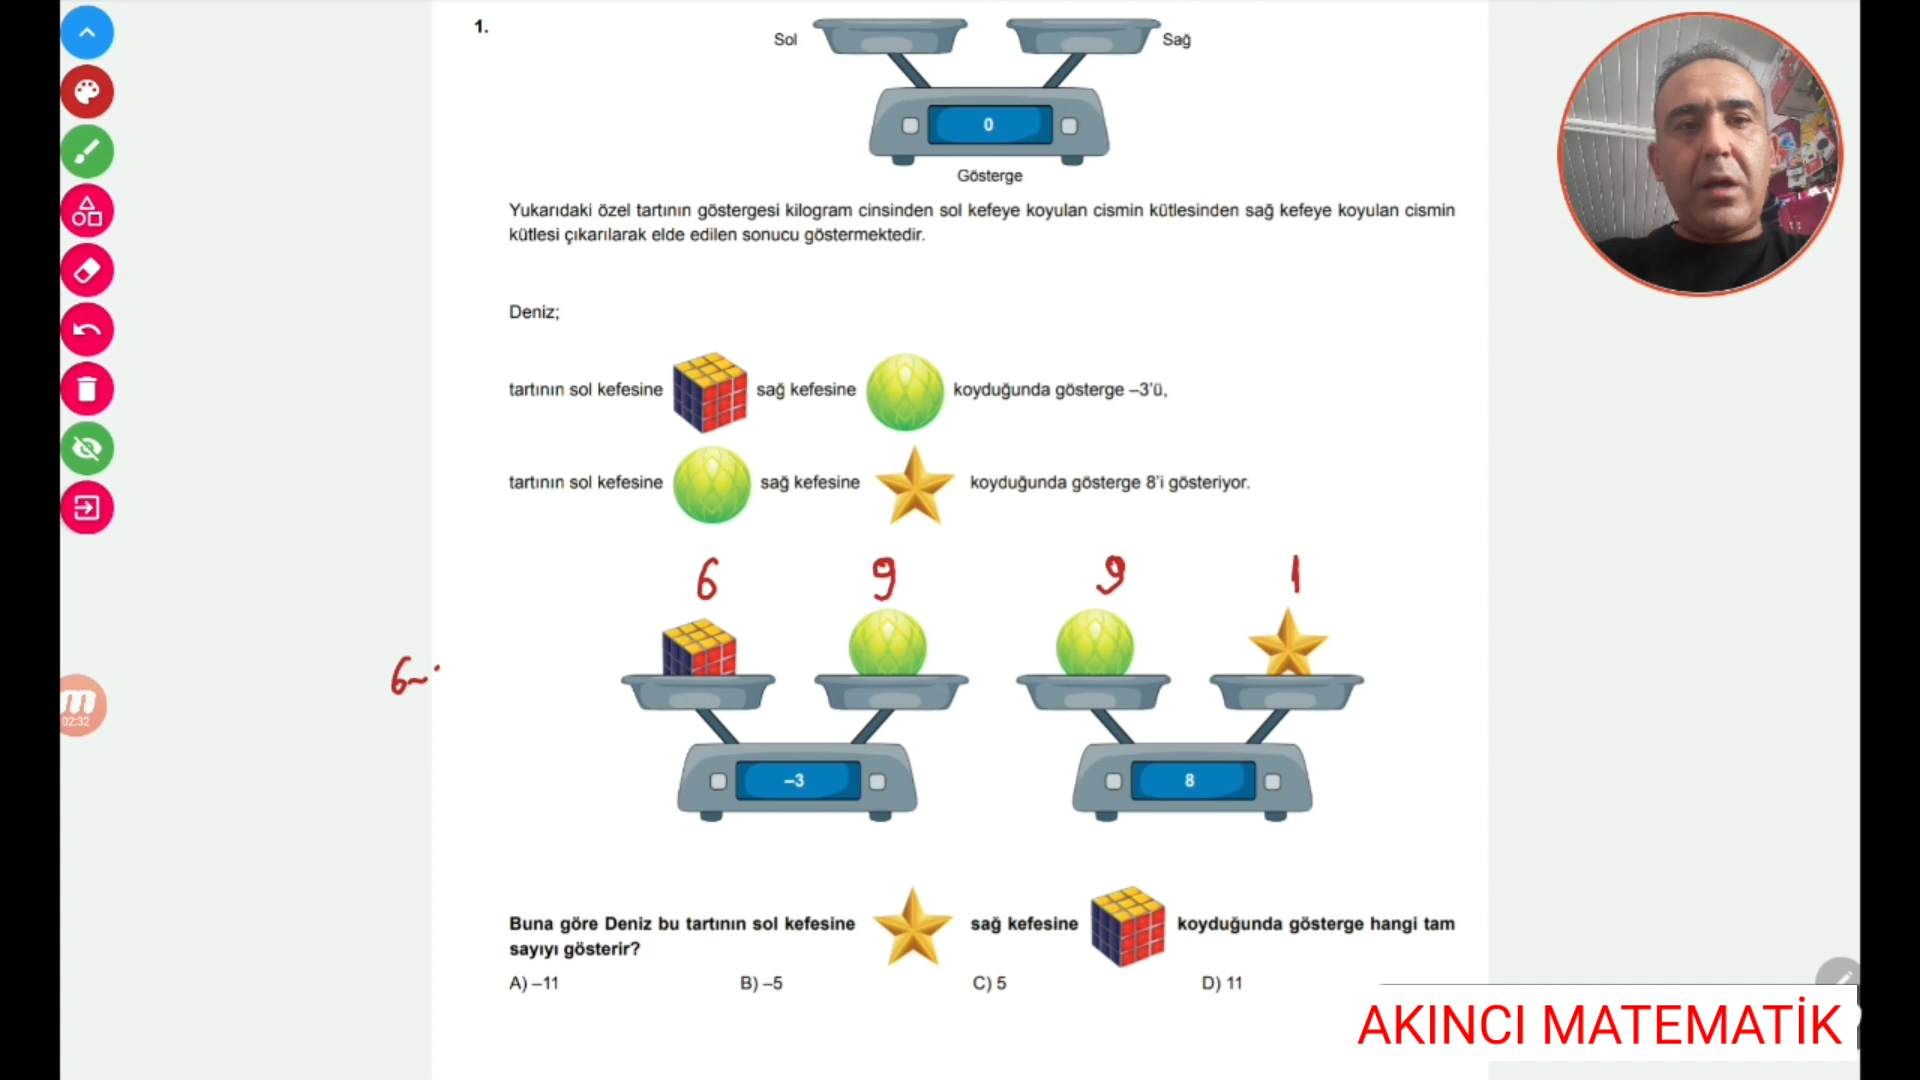 1.
Sol
Sağ
0
Gösterge
Yukarıdaki özel tartının göstergesi kilogram cinsinden sol kefeye koyulan cismin kütlesinden sağ kefeye koyulan cismin
kütlesi çıkarılarak elde edilen sonucu göstermektedir.
Deniz;
tartının sol kefesine sağ kefesine koyduğunda gösterge –3'ü,
tartının sol kefesine sağ kefesine koyduğunda gösterge 8'i gösteriyor.
6 9 9 1
6-
m
02:32
–3 8
Buna göre Deniz bu tartının sol kefesine sağ kefesine koyduğunda gösterge hangi tam
sayıyı gösterir?
A) –11 B) –5 C) 5 D) 11
AKINCI MATEMATİK